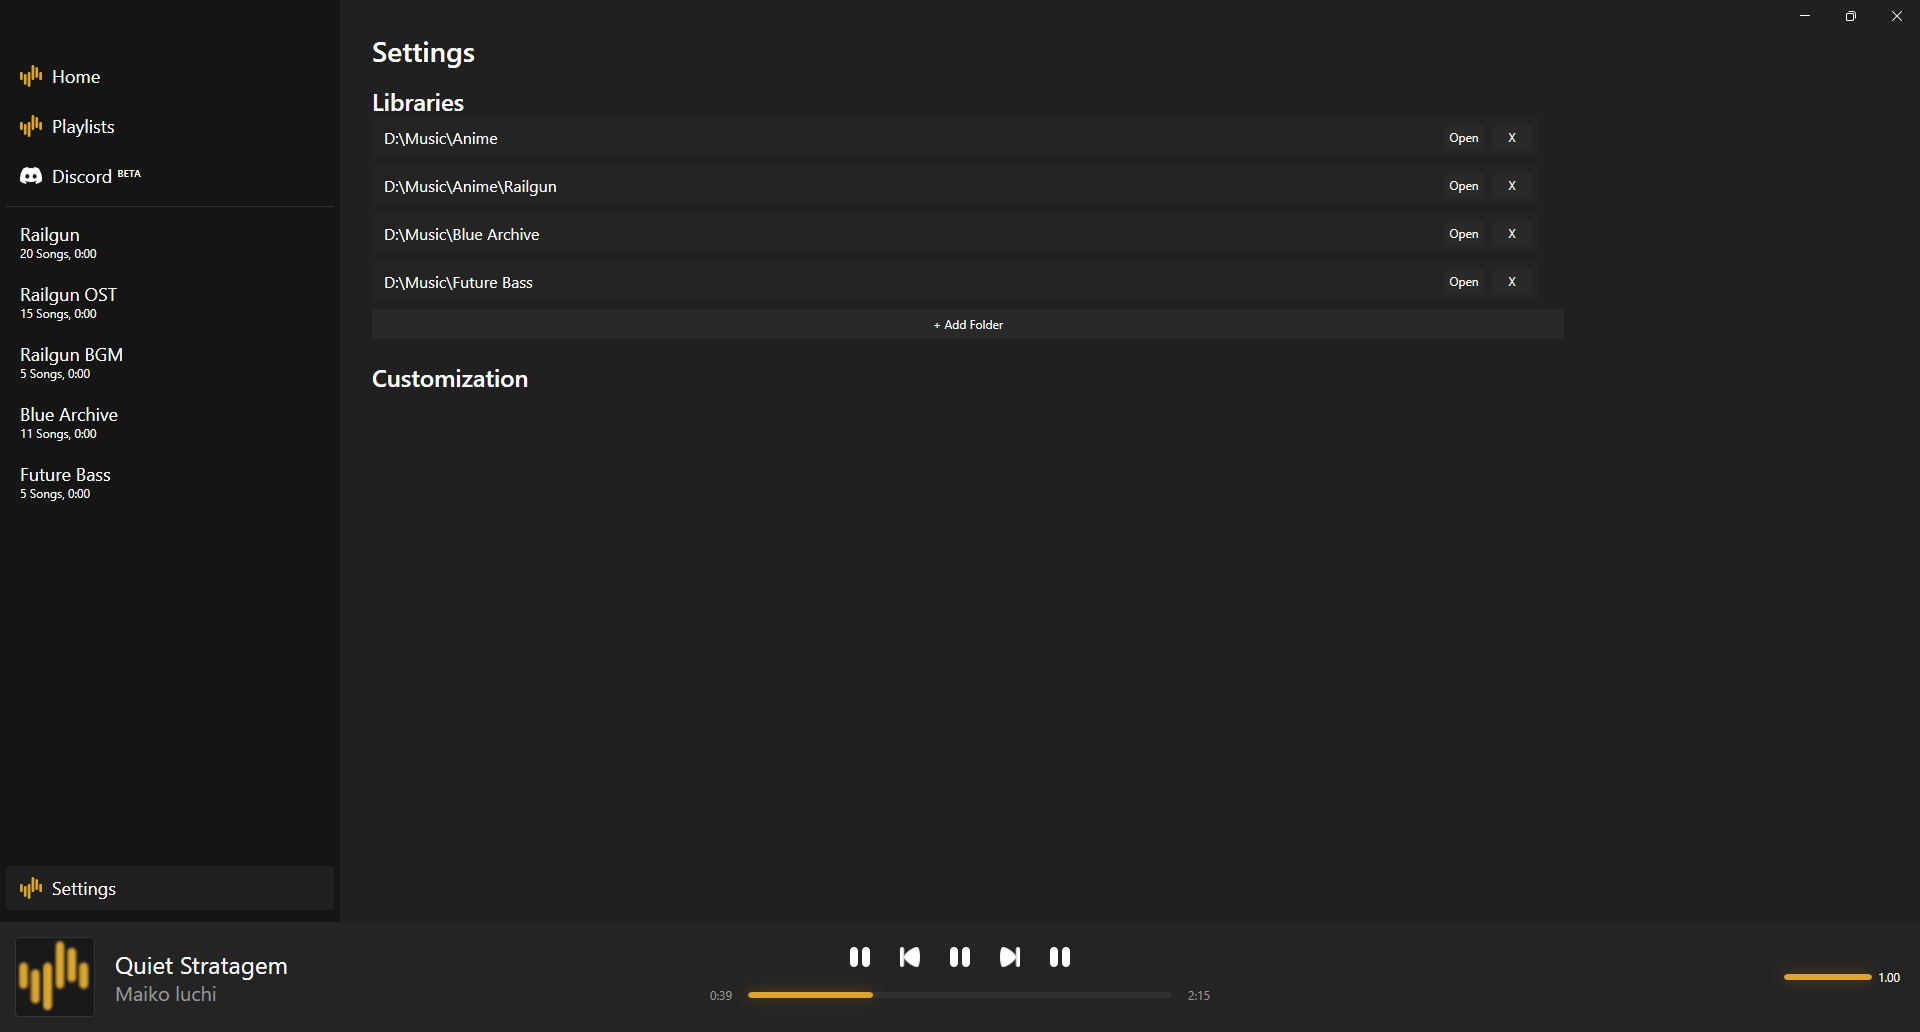 Home
Playlists
Discord BETA
Railgun
20 Songs, 0:00
Railgun OST
15 Songs, 0:00
Railgun BGM
5 Songs, 0:00
Blue Archive
11 Songs, 0:00
Future Bass
5 Songs, 0:00
Settings
Settings
Libraries
D:\Music\Anime Open X
D:\Music\Anime\Railgun Open X
D:\Music\Blue Archive Open X
D:\Music\Future Bass Open X
+ Add Folder
Customization
Quiet Stratagem
Maiko Iuchi
0:39 2:15
1.00